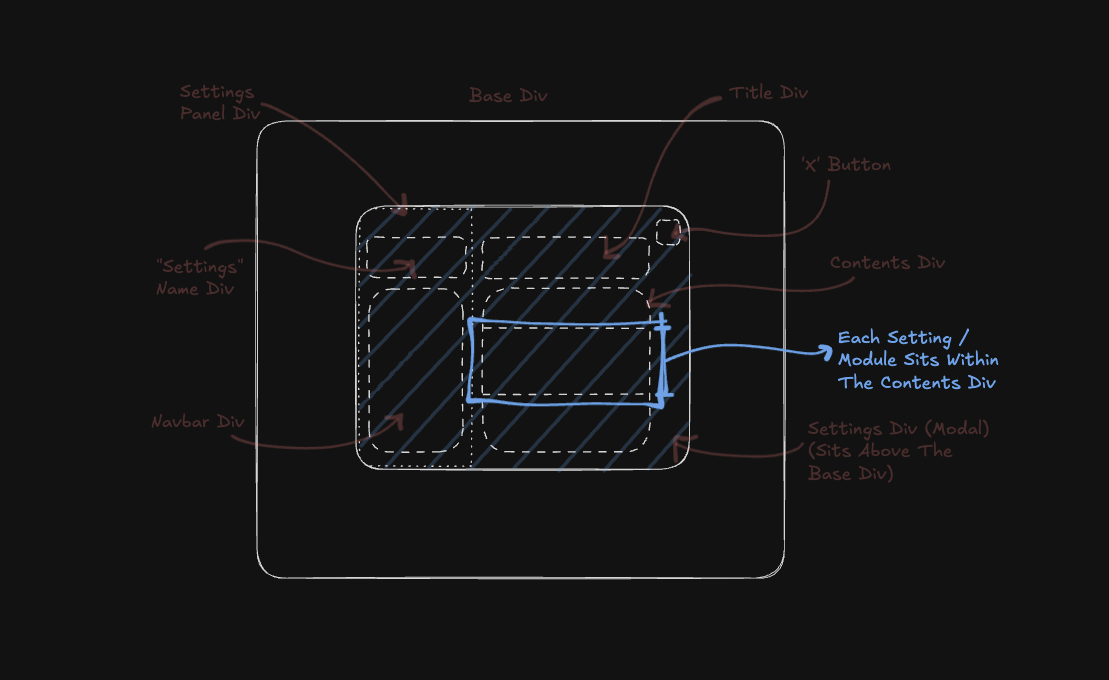 Settings
Panel Div
Base Div
Title Div
'X' Button
"Settings"
Name Div
Contents Div
Each Setting /
Module Sits Within
The Contents Div
Navbar Div
Settings Div (Modal)
(Sits Above The
Base Div)